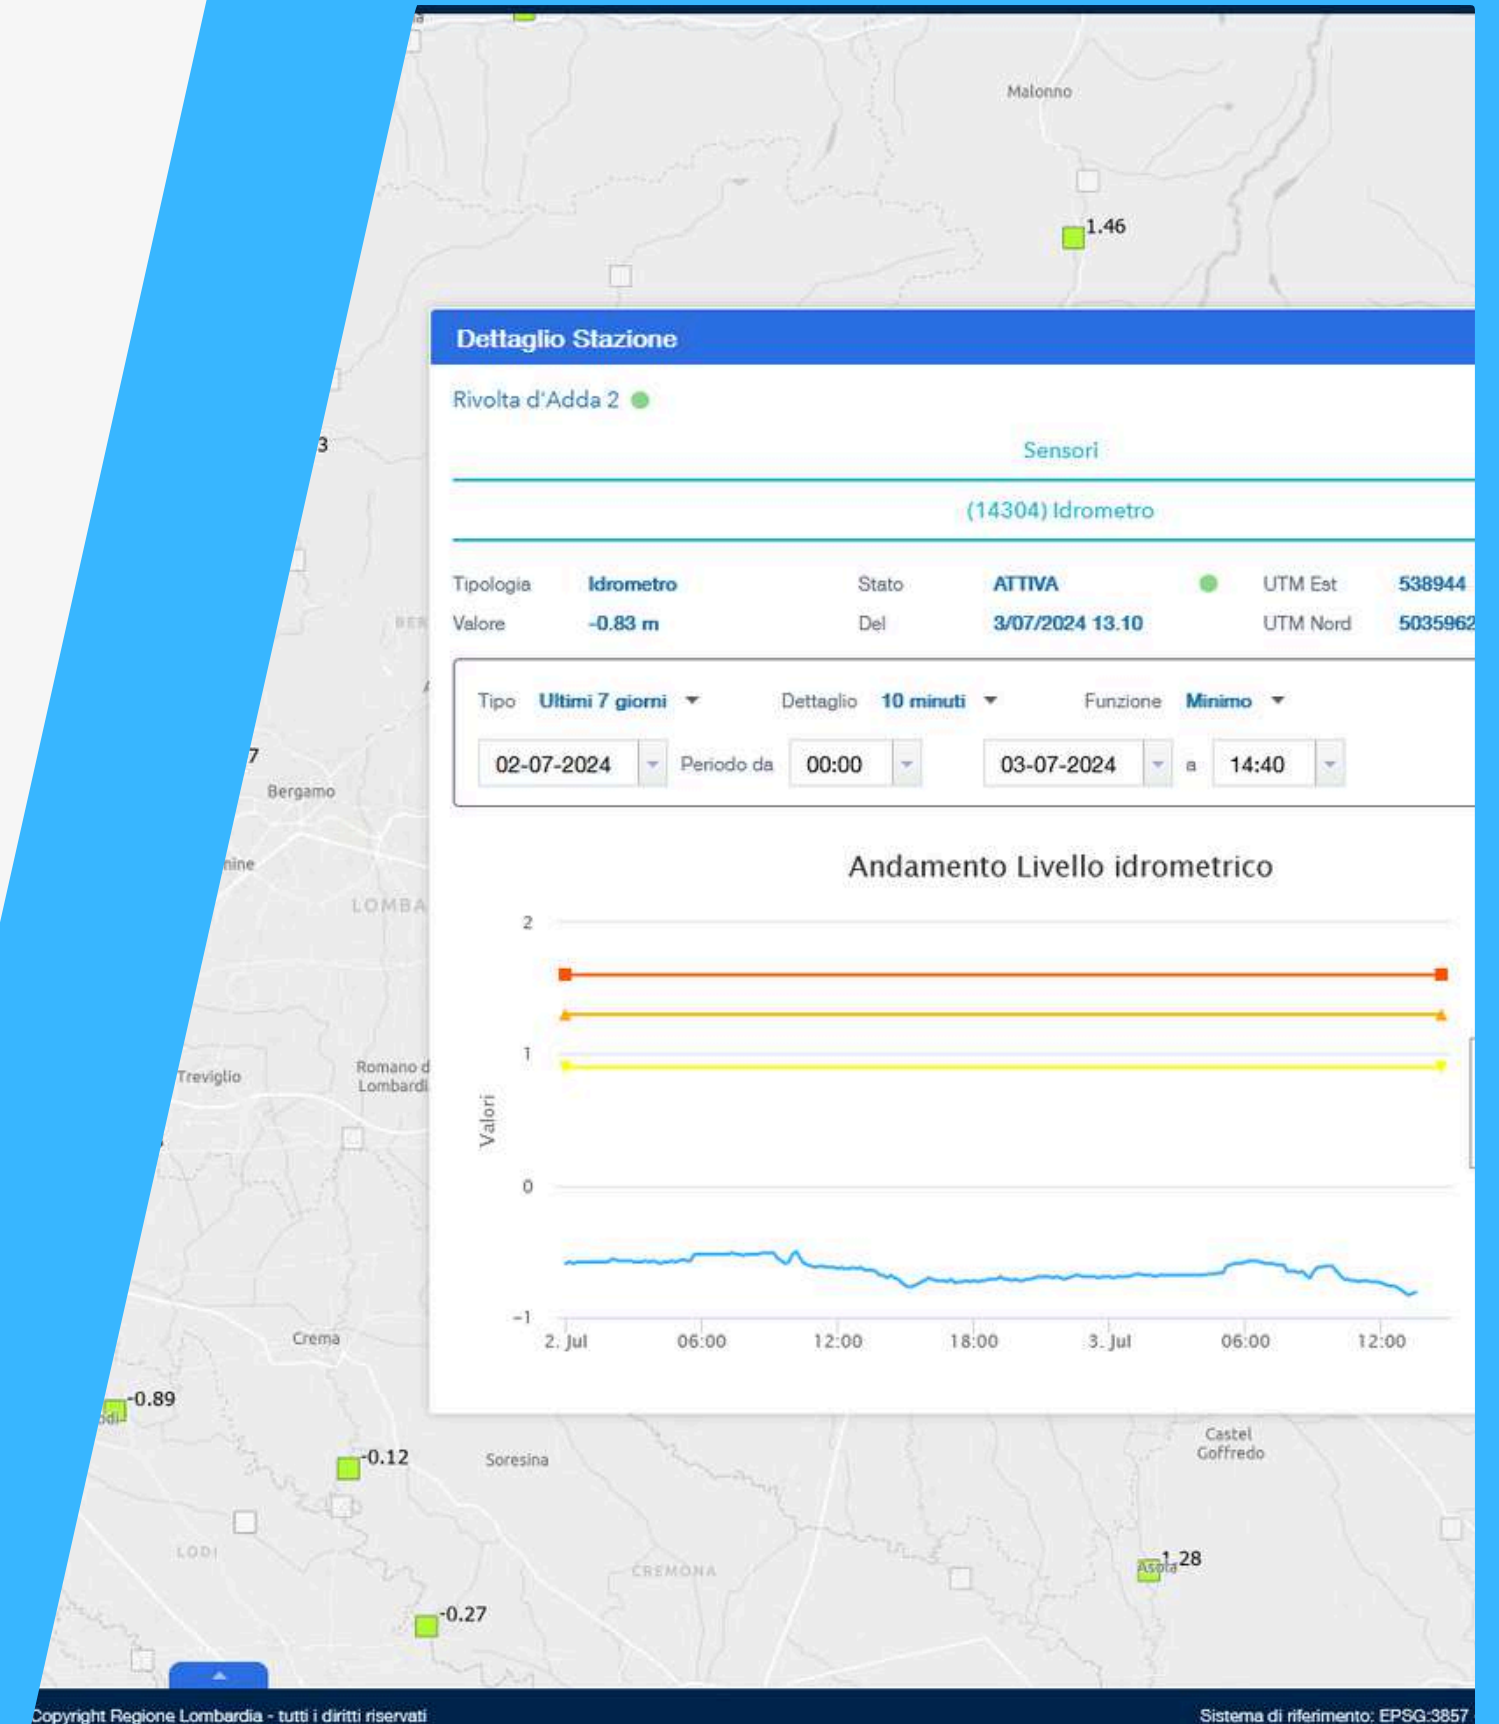 Malonno
1.46
Dettaglio Stazione
Rivolta d'Adda 2
3
Sensori
(14304) Idrometro
Tipologia Idrometro Stato ATTIVA UTM Est 538944
Valore -0.83 m Del 3/07/2024 13.10 UTM Nord 5035962
BER
Tipo Ultimi 7 giorni Dettaglio 10 minuti Funzione Minimo
02-07-2024 Periodo da 00:00 03-07-2024 a 14:40
7
Bergamo
LOMBA
Andamento Livello idrometrico
2
1
0
-1
Valori
2. Jul 06:00 12:00 18:00 3. Jul 06:00 12:00
Treviglio
Romano d
Lombardi
Crema
-0.89
-0.12
Soresina
Castel
Goffredo
LODI
CREMONA
Asola
1.28
-0.27
Copyright Regione Lombardia - tutti i diritti riservati
Sistema di riferimento: EPSG:3857